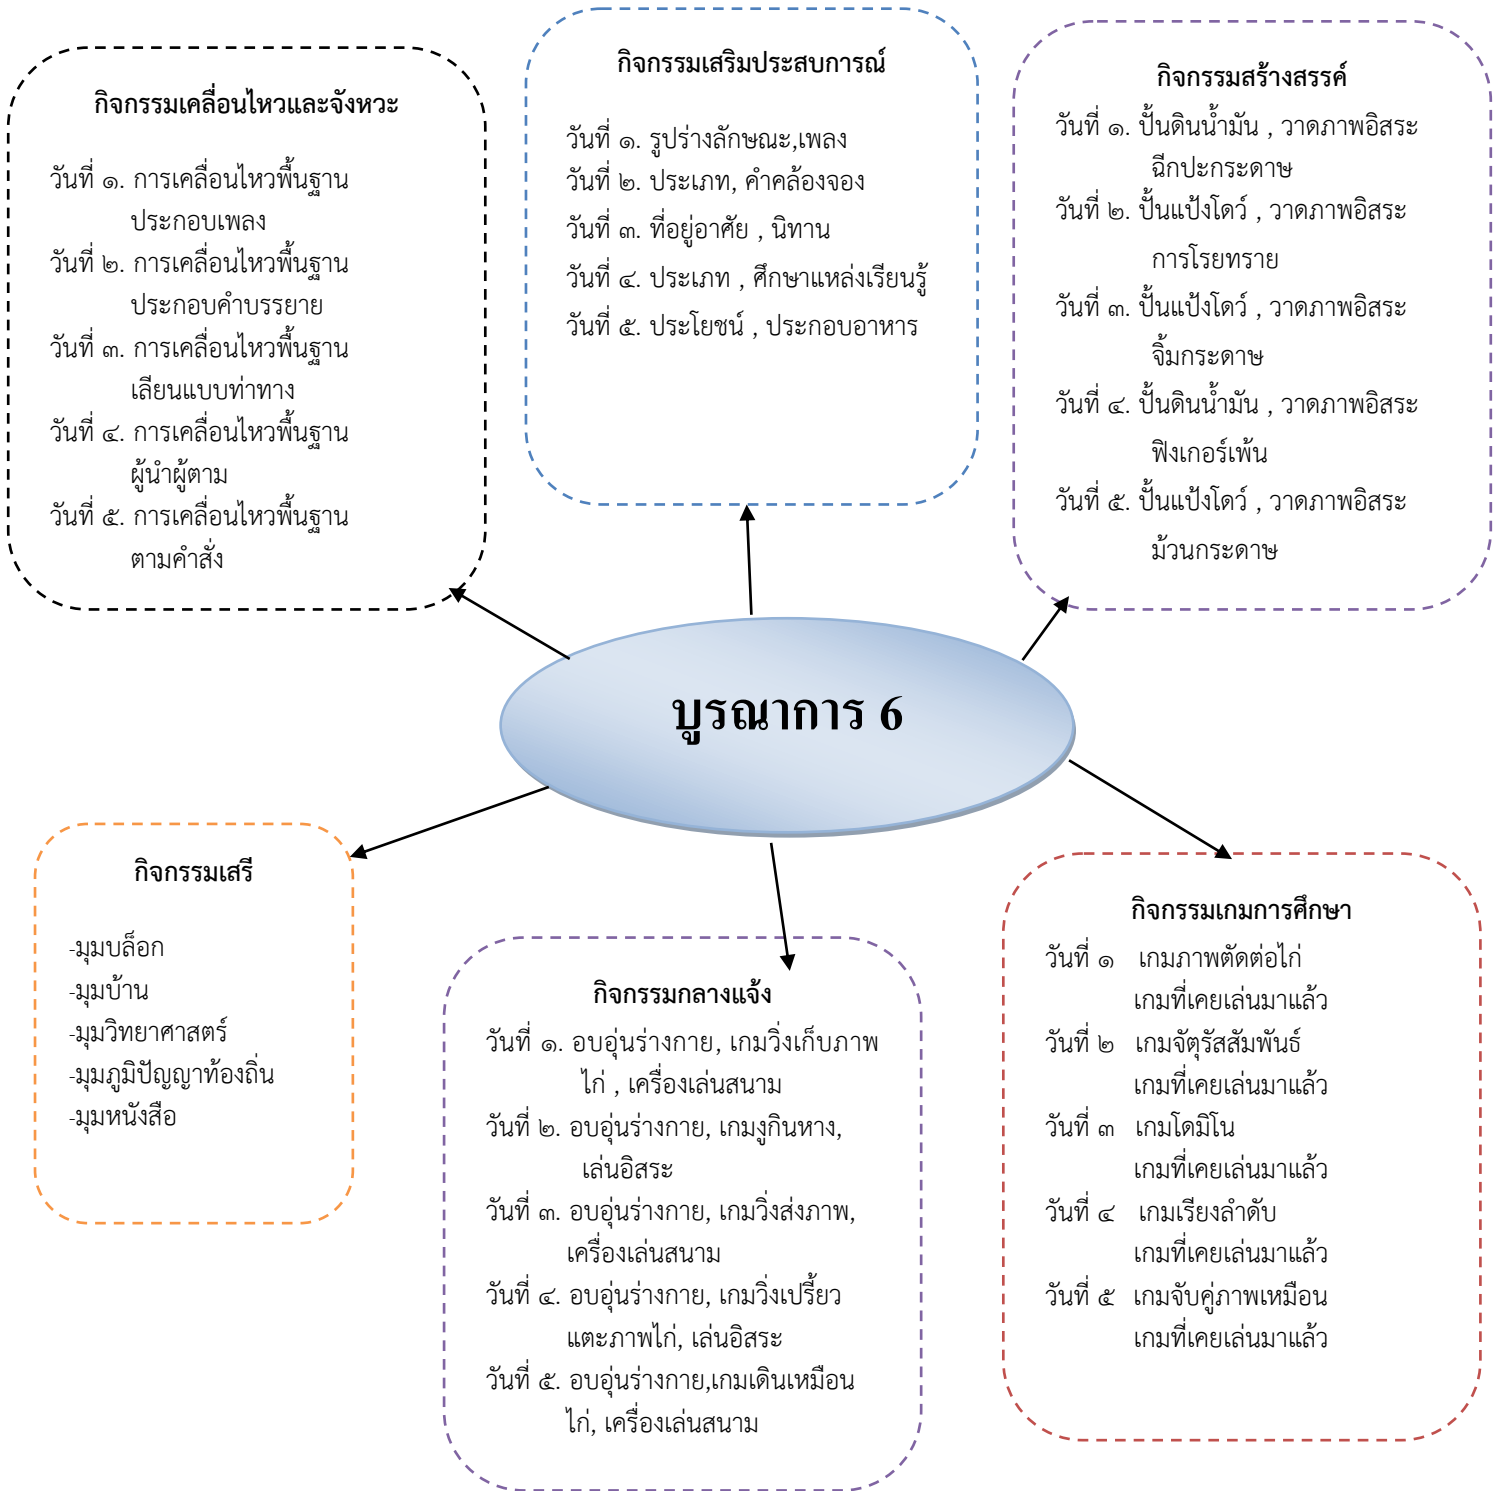 กิจกรรมเคลื่อนไหวและจังหวะ
วันที่ ๑. การเคลื่อนไหวพื้นฐาน
ประกอบเพลง
วันที่ ๒. การเคลื่อนไหวพื้นฐาน
ประกอบคำบรรยาย
วันที่ ๓. การเคลื่อนไหวพื้นฐาน
เลียนแบบท่าทาง
วันที่ ๔. การเคลื่อนไหวพื้นฐาน
ผู้นำผู้ตาม
วันที่ ๕. การเคลื่อนไหวพื้นฐาน
ตามคำสั่ง
กิจกรรมเสริมประสบการณ์
วันที่ ๑. รูปร่างลักษณะ,เพลง
วันที่ ๒. ประเภท, คำคล้องจอง
วันที่ ๓. ที่อยู่อาศัย , นิทาน
วันที่ ๔. ประเภท , ศึกษาแหล่งเรียนรู้
วันที่ ๕. ประโยชน์ , ประกอบอาหาร
กิจกรรมสร้างสรรค์
วันที่ ๑. ปั้นดินน้ำมัน , วาดภาพอิสระ
ฉีกปะกระดาษ
วันที่ ๒. ปั้นแป้งโดว์ , วาดภาพอิสระ
การโรยทราย
วันที่ ๓. ปั้นแป้งโดว์ , วาดภาพอิสระ
จิ้มกระดาษ
วันที่ ๔. ปั้นดินน้ำมัน , วาดภาพอิสระ
ฟิงเกอร์เพ้น
วันที่ ๕. ปั้นแป้งโดว์ , วาดภาพอิสระ
ม้วนกระดาษ
บูรณาการ 6
กิจกรรมเสรี
-มุมบล็อก
-มุมบ้าน
-มุมวิทยาศาสตร์
-มุมภูมิปัญญาท้องถิ่น
-มุมหนังสือ
กิจกรรมกลางแจ้ง
วันที่ ๑. อบอุ่นร่างกาย, เกมวิ่งเก็บภาพ
ไก่ , เครื่องเล่นสนาม
วันที่ ๒. อบอุ่นร่างกาย, เกมงูกินหาง,
เล่นอิสระ
วันที่ ๓. อบอุ่นร่างกาย, เกมวิ่งส่งภาพ,
เครื่องเล่นสนาม
วันที่ ๔. อบอุ่นร่างกาย, เกมวิ่งเปรี้ยว
แตะภาพไก่, เล่นอิสระ
วันที่ ๕. อบอุ่นร่างกาย,เกมเดินเหมือน
ไก่, เครื่องเล่นสนาม
กิจกรรมเกมการศึกษา
วันที่ ๑ เกมภาพตัดต่อไก่
เกมที่เคยเล่นมาแล้ว
วันที่ ๒ เกมจัตุรัสสัมพันธ์
เกมที่เคยเล่นมาแล้ว
วันที่ ๓ เกมโดมิโน
เกมที่เคยเล่นมาแล้ว
วันที่ ๔ เกมเรียงลำดับ
เกมที่เคยเล่นมาแล้ว
วันที่ ๕ เกมจับคู่ภาพเหมือน
เกมที่เคยเล่นมาแล้ว